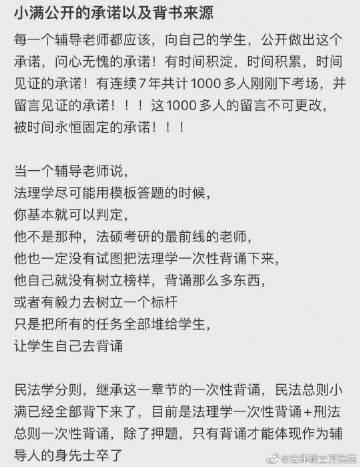 小满公开的承诺以及背书来源
每一个辅导老师都应该，向自己的学生，公开做出这个
承诺，问心无愧的承诺！有时间积淀，时间积累，时间
见证的承诺！有连续7年共计1000多人刚刚下考场，并
留言见证的承诺！！！这1000多人的留言不可更改，
被时间永恒固定的承诺！！！
当一个辅导老师说，
法理学尽可能用模板答题的时候，
你基本就可以判定，
他不是那种，法硕考研的最前线的老师，
他也一定没有试图把法理学一次性背诵下来，
他自己就没有树立榜样，背诵那么多东西，
或者有毅力去树立一个标杆
只是把所有的任务全部堆给学生，
让学生自己去背诵
民法学分则，继承这一章节的一次性背诵，民法总则小
满已经全部背下来了，目前是法理学一次性背诵+刑法
总则一次性背诵，除了押题，只有背诵才能体现作为辅
导人的身先士卒了